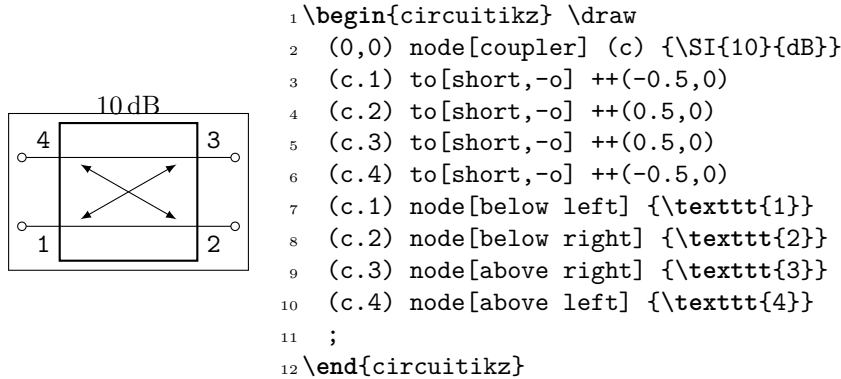 10 dB
4 3
1 2
1 \begin{circuitikz} \draw
2 (0,0) node[coupler] (c) {\SI{10}{dB}}
3 (c.1) to[short,-o] ++(-0.5,0)
4 (c.2) to[short,-o] ++(0.5,0)
5 (c.3) to[short,-o] ++(0.5,0)
6 (c.4) to[short,-o] ++(-0.5,0)
7 (c.1) node[below left] {\texttt{1}}
8 (c.2) node[below right] {\texttt{2}}
9 (c.3) node[above right] {\texttt{3}}
10 (c.4) node[above left] {\texttt{4}}
11 ;
12 \end{circuitikz}